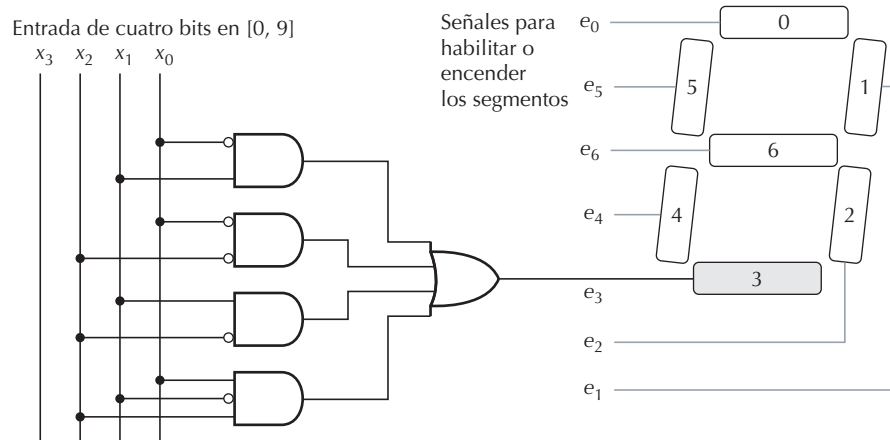 Entrada de cuatro bits en [0, 9]
x3 x2 x1 x0
Señales para
habilitar o
encender
los segmentos
e0
e5
e6
e4
e3
e2
e1
0
5 1
6
4 2
3